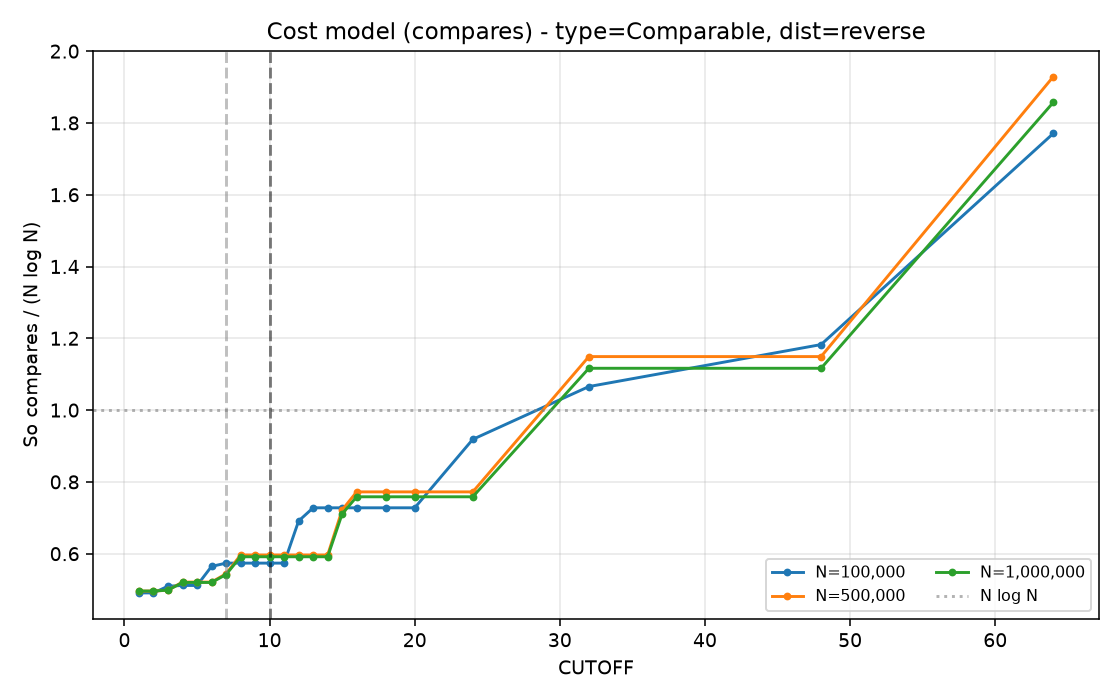 Cost model (compares) - type=Comparable, dist=reverse
So compares / (N log N)
2.0
1.8
1.6
1.4
1.2
1.0
0.8
0.6
0 10 20 30 40 50 60
CUTOFF
N=100,000
N=500,000
N=1,000,000
N log N